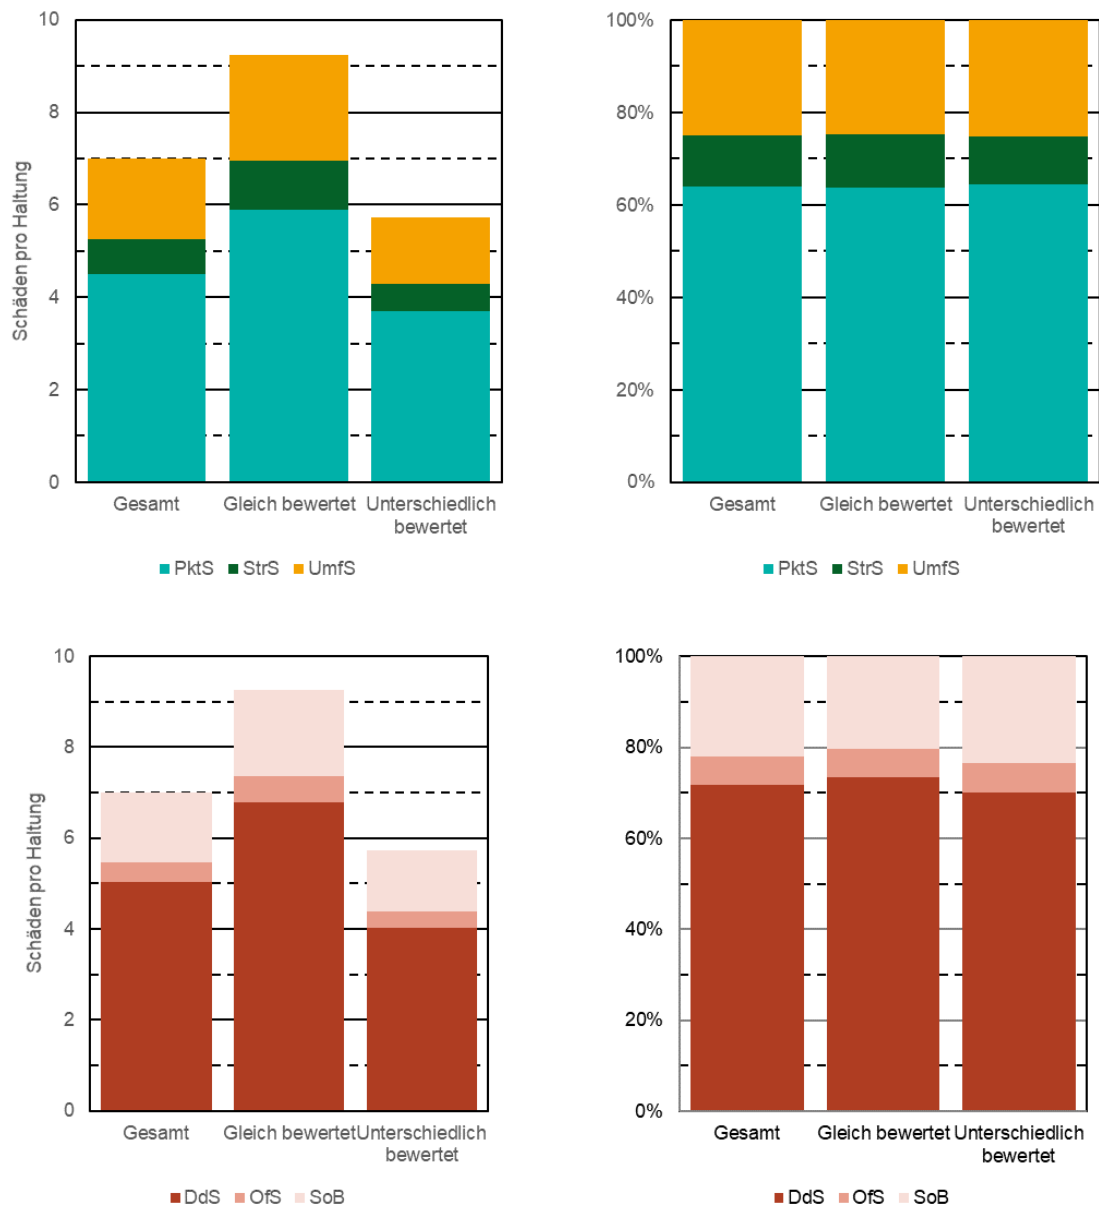 10
8
6
4
2
0
Schäden pro Haltung
Gesamt
Gleich bewertet
Unterschiedlich
bewertet
PktS StrS UmfS
100%
80%
60%
40%
20%
0%
Gesamt
Gleich bewertet
Unterschiedlich
bewertet
PktS StrS UmfS
10
8
6
4
2
0
Schäden pro Haltung
Gesamt
Gleich bewertet
Unterschiedlich
bewertet
DdS OfS SoB
100%
80%
60%
40%
20%
0%
Gesamt
Gleich bewertet
Unterschiedlich
bewertet
DdS OfS SoB